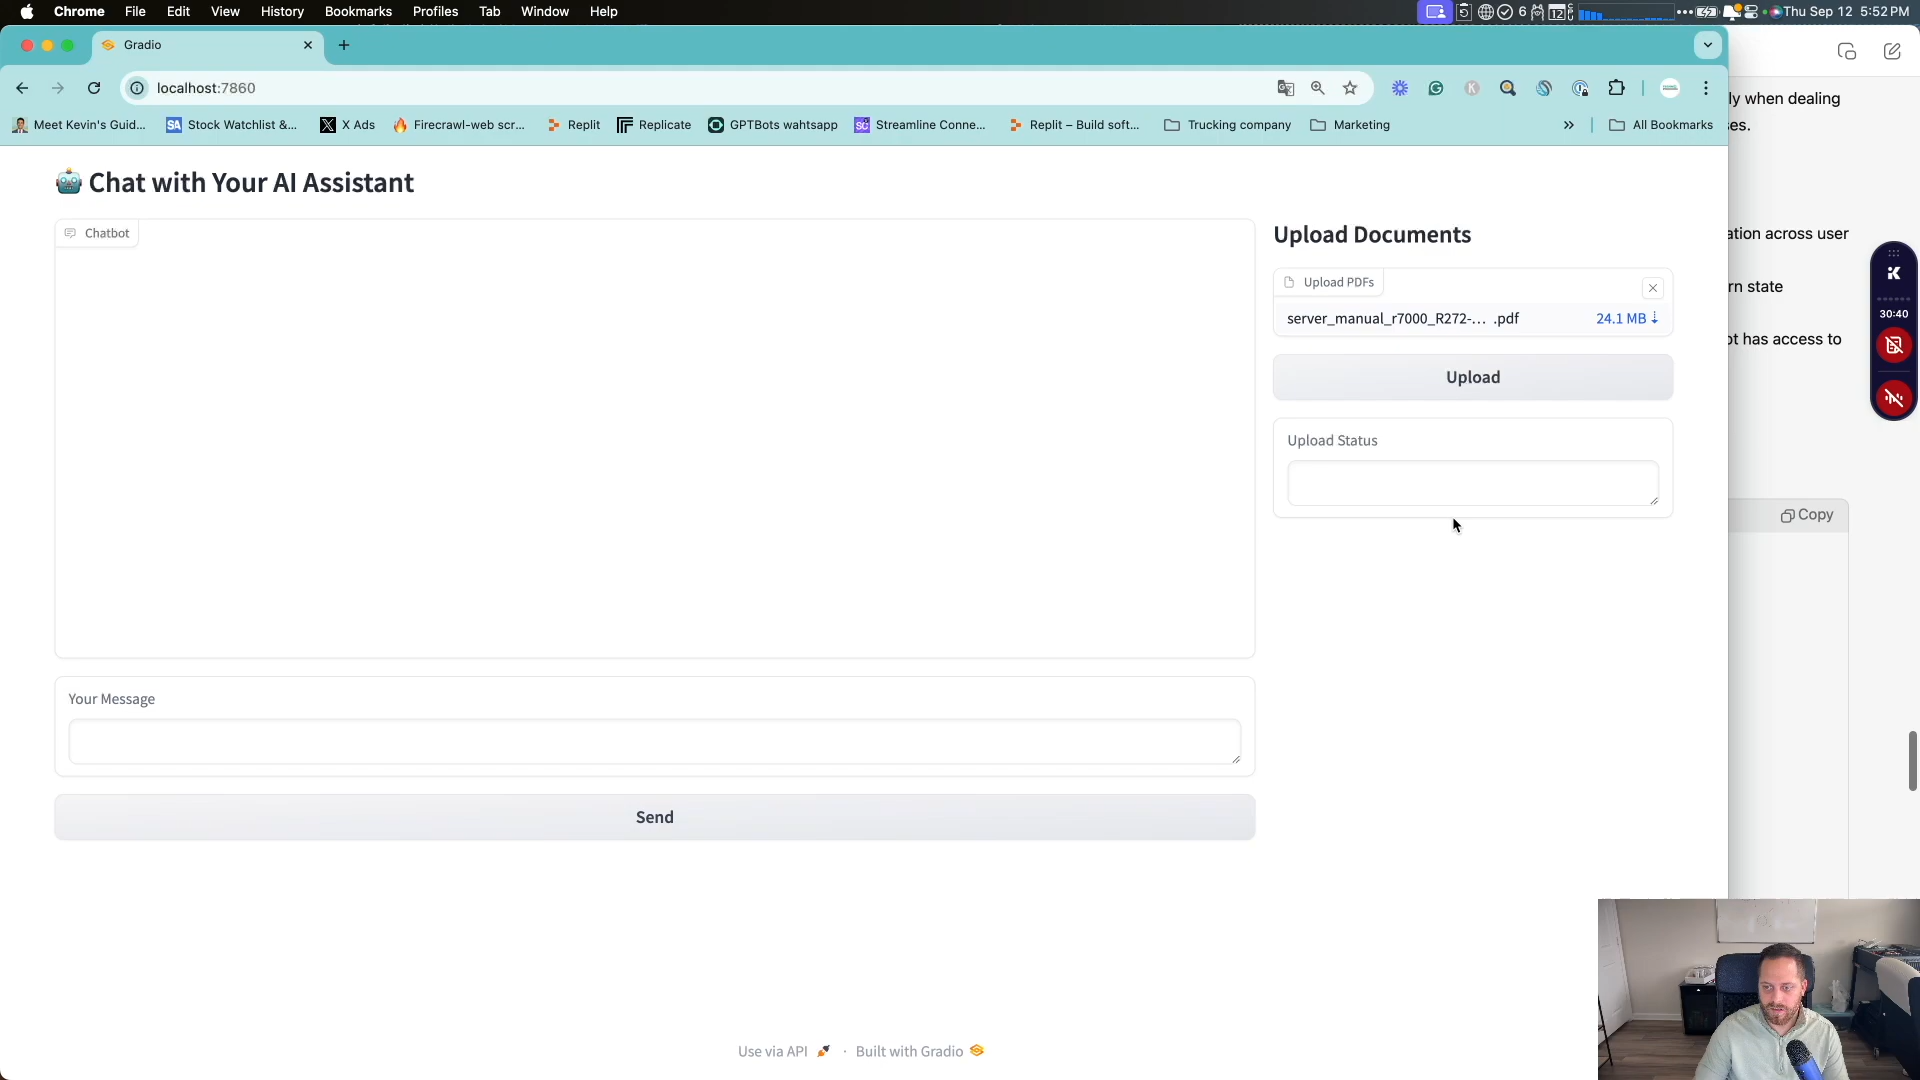 Chrome File Edit View History Bookmarks Profiles Tab Window Help
6 12 Thu Sep 12 5:52 PM
Gradio
localhost:7860
Meet Kevin's Guid... SA Stock Watchlist &... X Ads Firecrawl-web scr... Replit Replicate GPTBots wahtsapp SC Streamline Conne... Replit – Build soft... Trucking company Marketing » All Bookmarks
ly when dealing
es.
Chat with Your AI Assistant
Chatbot
Upload Documents
Upload PDFs
server_manual_r7000_R272-... .pdf 24.1 MB
Upload
Upload Status
ation across user
rn state
ot has access to
30:40
Copy
Your Message
Send
Use via API · Built with Gradio